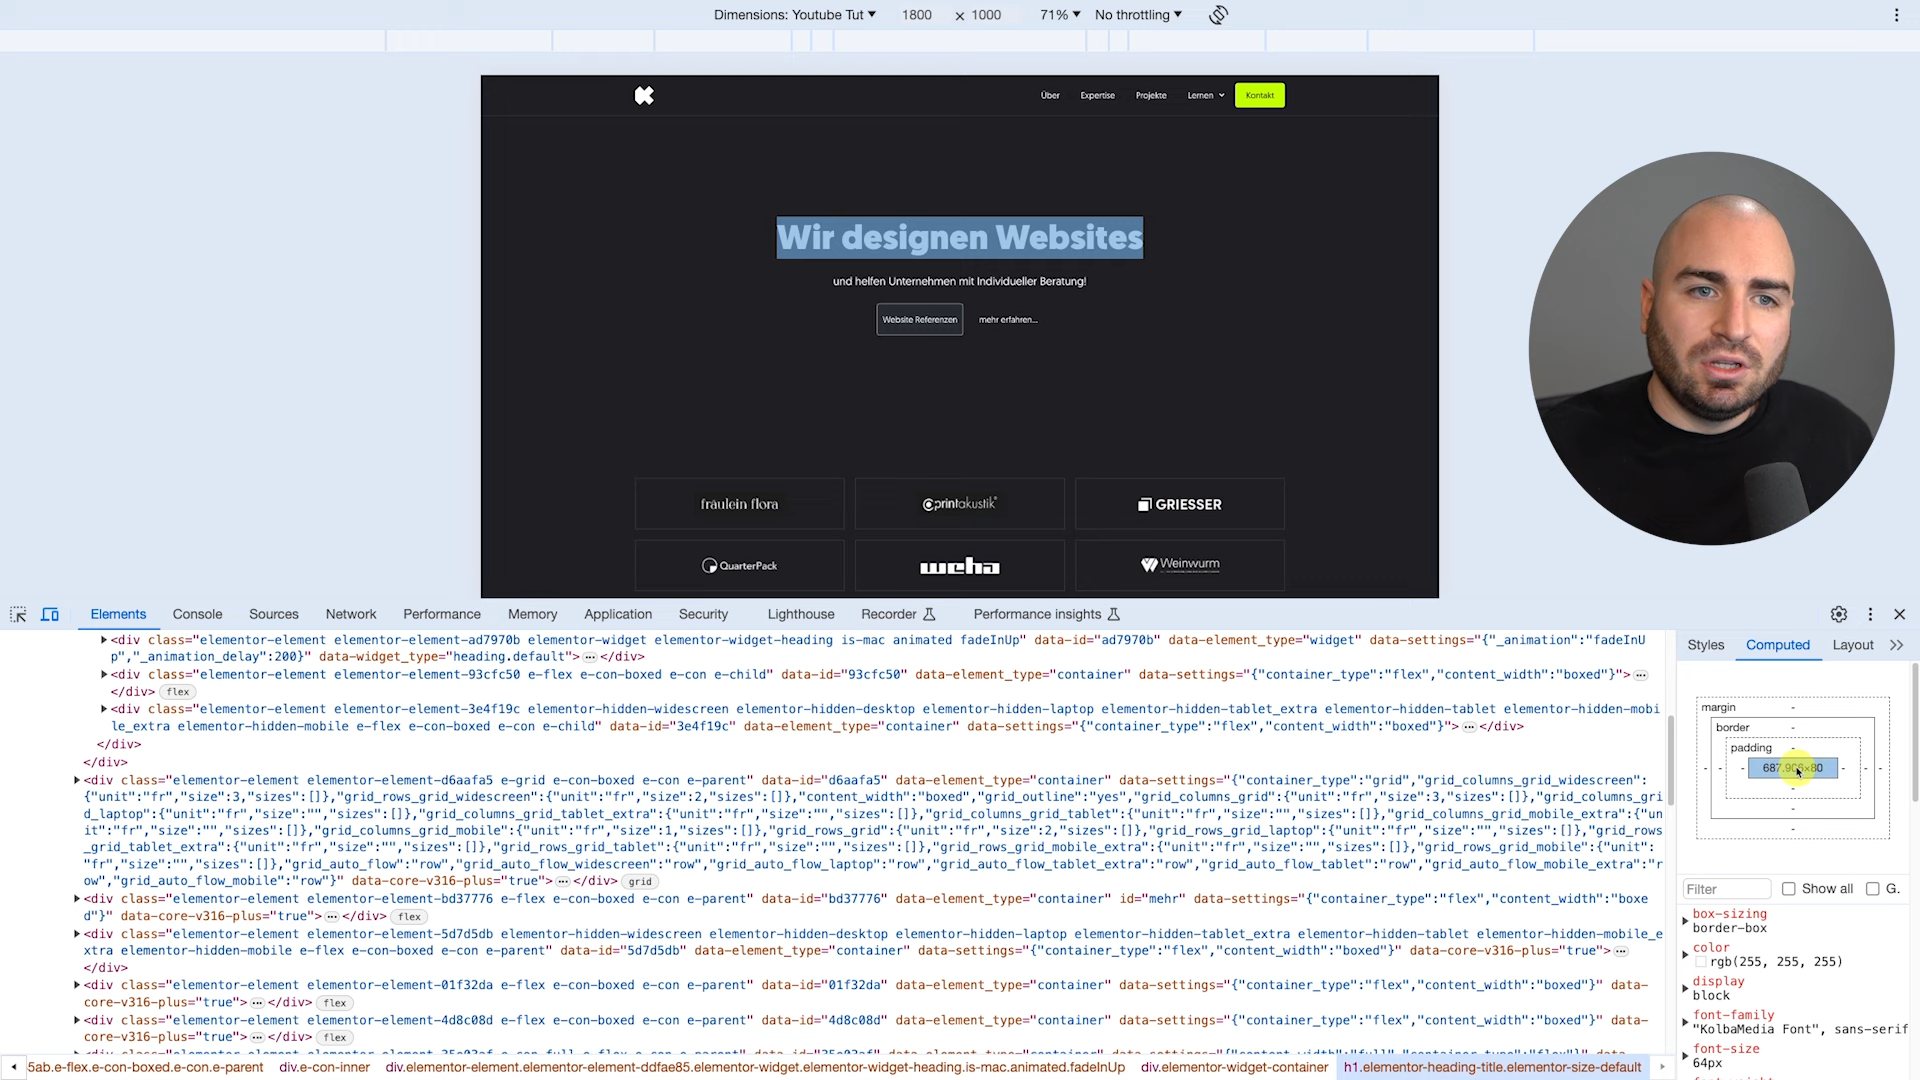 Dimensions: Youtube Tut
1800 × 1000
71%
No throttling
Über
Expertise
Projekte
Lernen
Kontakt
Wir designen Websites
und helfen Unternehmen mit Individueller Beratung!
Website Referenzen
mehr erfahren...
fräulein flora
printakustik
GRIESSER
QuarterPack
weha
Weinwurm
Elements
Console
Sources
Network
Performance
Memory
Application
Security
Lighthouse
Recorder
Performance insights
<div class="elementor-element elementor-element-ad7970b elementor-widget elementor-widget-heading is-mac animated fadeInUp" data-id="ad7970b" data-element_type="widget" data-settings="{"_animation":"fadeInU
p","_animation_delay":200}" data-widget_type="heading.default"> … </div>
<div class="elementor-element elementor-element-93cfc50 e-flex e-con-boxed e-con e-child" data-id="93cfc50" data-element_type="container" data-settings="{"container_type":"flex","content_width":"boxed"}"> …
</div> flex
<div class="elementor-element elementor-element-3e4f19c elementor-hidden-widescreen elementor-hidden-desktop elementor-hidden-laptop elementor-hidden-tablet_extra elementor-hidden-tablet elementor-hidden-mobi
le_extra elementor-hidden-mobile e-flex e-con-boxed e-con e-child" data-id="3e4f19c" data-element_type="container" data-settings="{"container_type":"flex","content_width":"boxed"}"> … </div>
</div>
</div>
<div class="elementor-element elementor-element-d6aafa5 e-grid e-con-boxed e-con e-parent" data-id="d6aafa5" data-element_type="container" data-settings="{"container_type":"grid","grid_columns_grid_widescreen":
{"unit":"fr","size":3,"sizes":[]},"grid_rows_grid_widescreen":{"unit":"fr","size":2,"sizes":[]},"content_width":"boxed","grid_outline":"yes","grid_columns_grid":{"unit":"fr","size":3,"sizes":[]},"grid_columns_gri
d_laptop":{"unit":"fr","size":"","sizes":[]},"grid_columns_grid_tablet_extra":{"unit":"fr","size":"","sizes":[]},"grid_columns_grid_tablet":{"unit":"fr","size":"","sizes":[]},"grid_columns_grid_mobile_extra":{"un
it":"fr","size":"","sizes":[]},"grid_columns_grid_mobile":{"unit":"fr","size":1,"sizes":[]},"grid_rows_grid":{"unit":"fr","size":2,"sizes":[]},"grid_rows_grid_laptop":{"unit":"fr","size":"","sizes":[]},"grid_rows
_grid_tablet_extra":{"unit":"fr","size":"","sizes":[]},"grid_rows_grid_tablet":{"unit":"fr","size":"","sizes":[]},"grid_rows_grid_mobile_extra":{"unit":"fr","size":"","sizes":[]},"grid_rows_grid_mobile":{"unit":
"fr","size":"","sizes":[]},"grid_auto_flow":"row","grid_auto_flow_widescreen":"row","grid_auto_flow_laptop":"row","grid_auto_flow_tablet_extra":"row","grid_auto_flow_tablet":"row","grid_auto_flow_mobile_extra":"r
ow","grid_auto_flow_mobile":"row"}" data-core-v316-plus="true"> … </div> grid
<div class="elementor-element elementor-element-bd37776 e-flex e-con-boxed e-con e-parent" data-id="bd37776" data-element_type="container" id="mehr" data-settings="{"container_type":"flex","content_width":"boxe
d"}" data-core-v316-plus="true"> … </div> flex
<div class="elementor-element elementor-element-5d7d5db elementor-hidden-widescreen elementor-hidden-desktop elementor-hidden-laptop elementor-hidden-tablet_extra elementor-hidden-tablet elementor-hidden-mobile_e
xtra elementor-hidden-mobile e-flex e-con-boxed e-con e-parent" data-id="5d7d5db" data-element_type="container" data-settings="{"container_type":"flex","content_width":"boxed"}" data-core-v316-plus="true"> …
</div>
<div class="elementor-element elementor-element-01f32da e-flex e-con-boxed e-con e-parent" data-id="01f32da" data-element_type="container" data-settings="{"container_type":"flex","content_width":"boxed"}" data-
core-v316-plus="true"> … </div> flex
<div class="elementor-element elementor-element-4d8c08d e-flex e-con-boxed e-con e-parent" data-id="4d8c08d" data-element_type="container" data-settings="{"container_type":"flex","content_width":"boxed"}" data-
core-v316-plus="true"> … </div> flex
5ab.e-flex.e-con-boxed.e-con.e-parent
div.e-con-inner
div.elementor-element.elementor-element-ddfae85.elementor-widget.elementor-widget-heading.is-mac.animated.fadeInUp
div.elementor-widget-container
h1.elementor-heading-title.elementor-size-default
Styles
Computed
Layout
margin -
border -
padding -
Filter
Show all
G.
box-sizing
border-box
color
rgb(255, 255, 255)
display
block
font-family
"KolbaMedia Font", sans-serif
font-size
64px